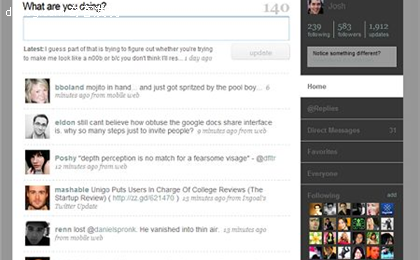 What are you doing?
140
Latest: I guess part of that is trying to figure out whether you're trying
to make me look like a n00b or b/c you don't think I'll res... 1 day ago
update
bboland mojito in hand... and just got spritzed by the pool boy... 6
minutes ago from mobile web
eldon still cant believe how obtuse the google docs share interface
is. why so many steps just to invite people? 9 minutes ago from web
Poshy "depth perception is no match for a fearsome visage" - @dfltr
12 minutes ago from web
mashable Unigo Puts Users In Charge Of College Reviews (The
Startup Review) ( http://zz.gd/621470 ) 15 minutes ago from
Twitter Update
renn lost @danielspronk. He vanished into thin air. 15 minutes ago
from mobile web
Josh
239 583 1,912
following followers updates
Notice something different?
Home
@Replies
Direct Messages 31
Favorites
Everyone
Following add